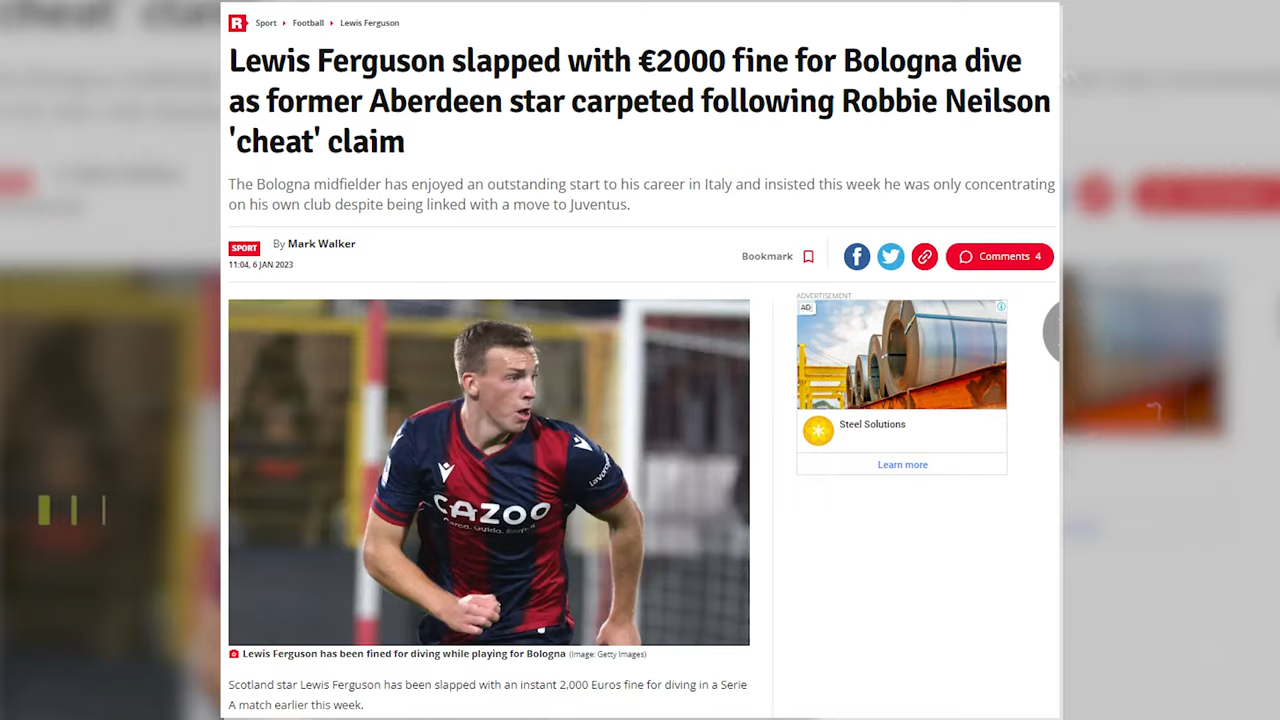 R Sport Football Lewis Ferguson
Lewis Ferguson slapped with €2000 fine for Bologna dive
as former Aberdeen star carpeted following Robbie Neilson
'cheat' claim
The Bologna midfielder has enjoyed an outstanding start to his career in Italy and insisted this week he was only concentrating
on his own club despite being linked with a move to Juventus.
SPORT By Mark Walker
11:04, 6 JAN 2023
Bookmark
Comments 4
ADVERTISEMENT
AD
Steel Solutions
Learn more
CAZOO
Lewis Ferguson has been fined for diving while playing for Bologna (Image: Getty Images)
Scotland star Lewis Ferguson has been slapped with an instant 2,000 Euros fine for diving in a Serie
A match earlier this week.